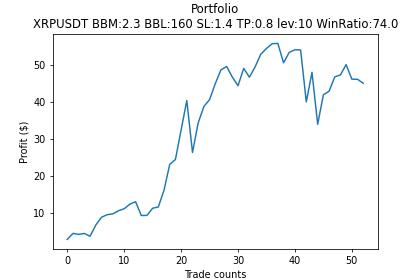 Portfolio
XRPUSDT BBM:2.3 BBL:160 SL:1.4 TP:0.8 lev:10 WinRatio:74.0
50
40
30
20
10
Profit ($)
0 10 20 30 40 50
Trade counts